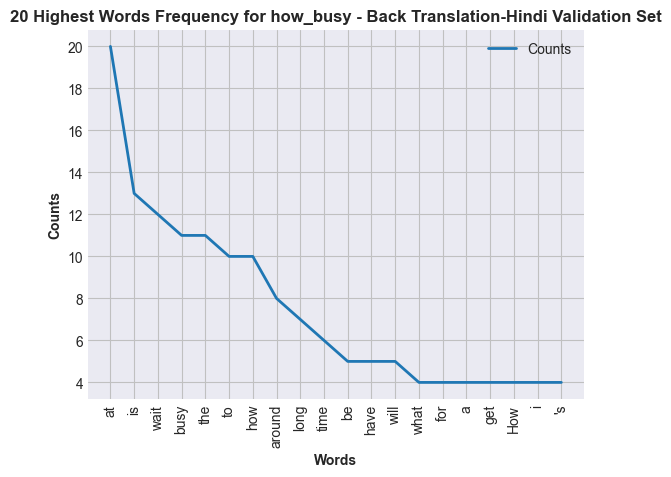 20 Highest Words Frequency for how_busy - Back Translation-Hindi Validation Set
Counts
20
18
16
14
12
10
8
6
4
Counts
at
is
wait
busy
the
to
how
around
long
time
be
have
will
what
for
a
get
How
i
's
Words